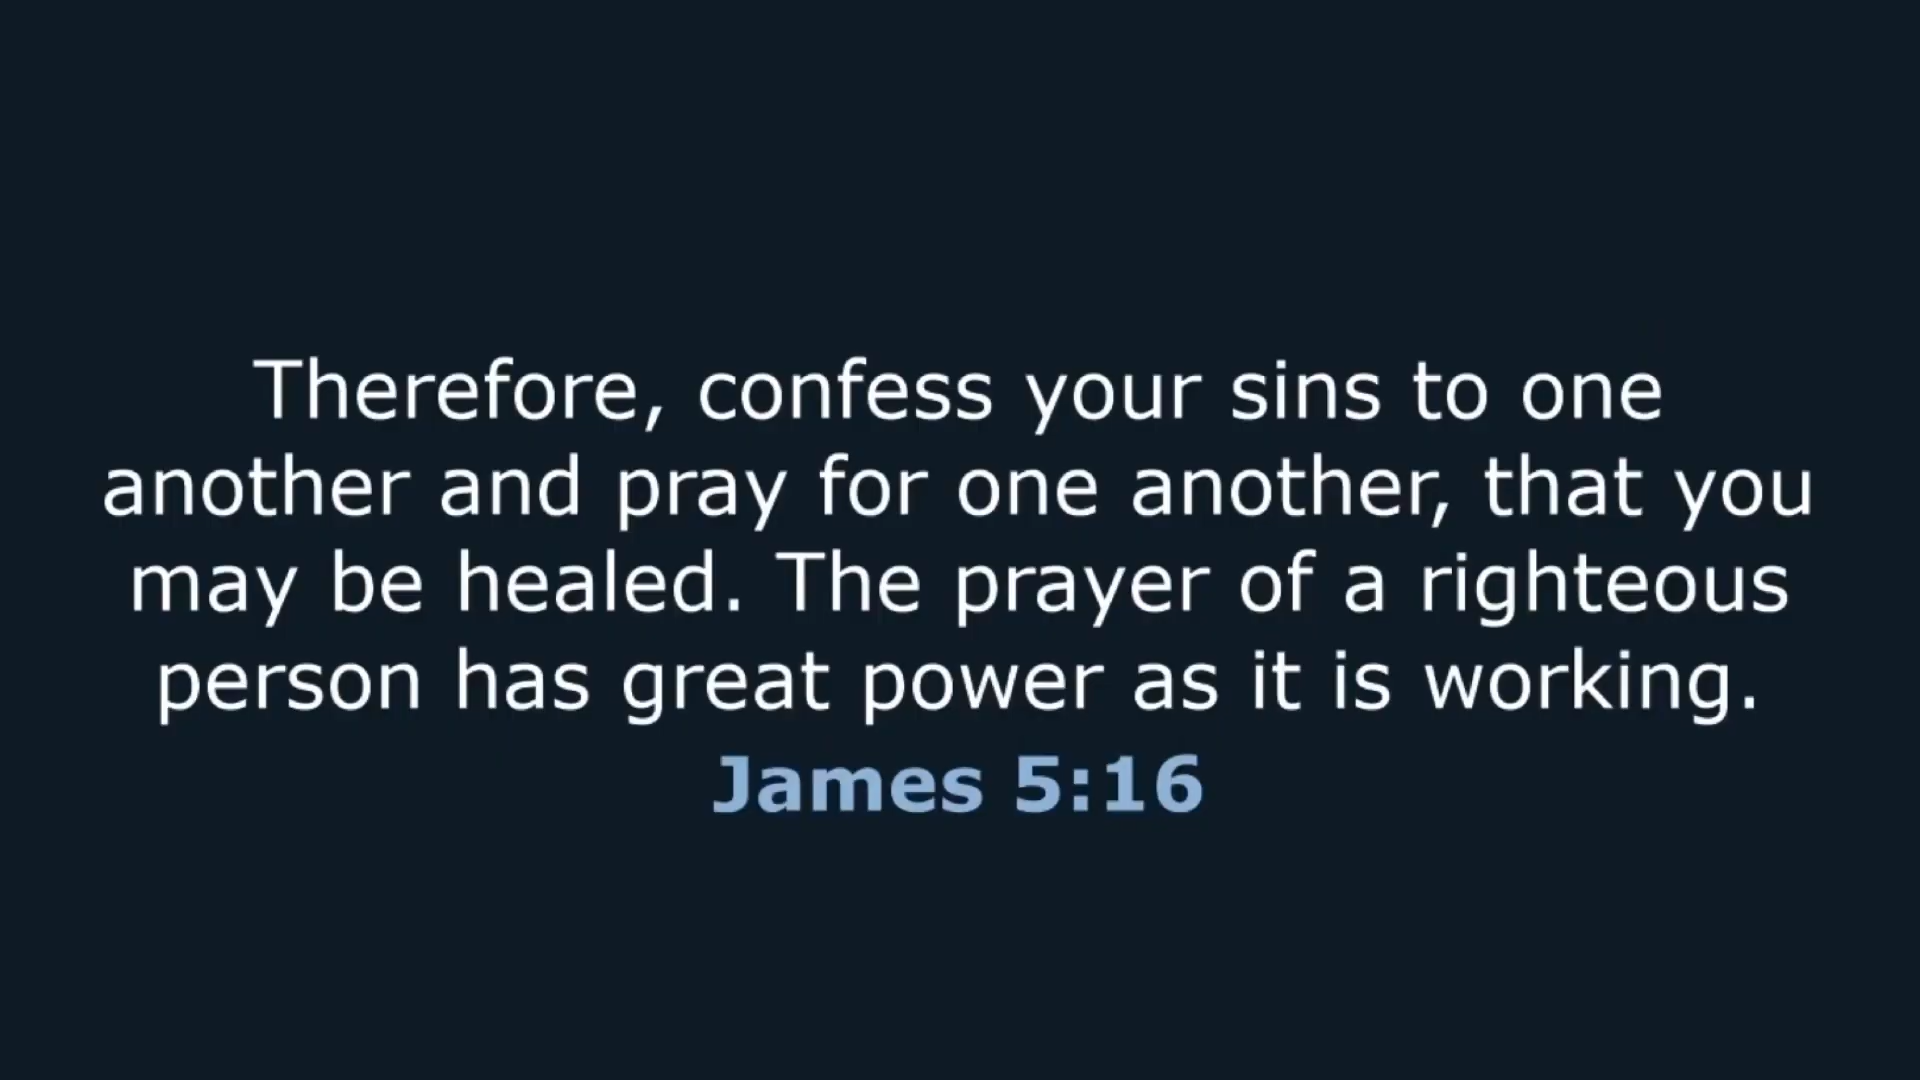 Therefore, confess your sins to one
another and pray for one another, that you
may be healed. The prayer of a righteous
person has great power as it is working.
James 5:16